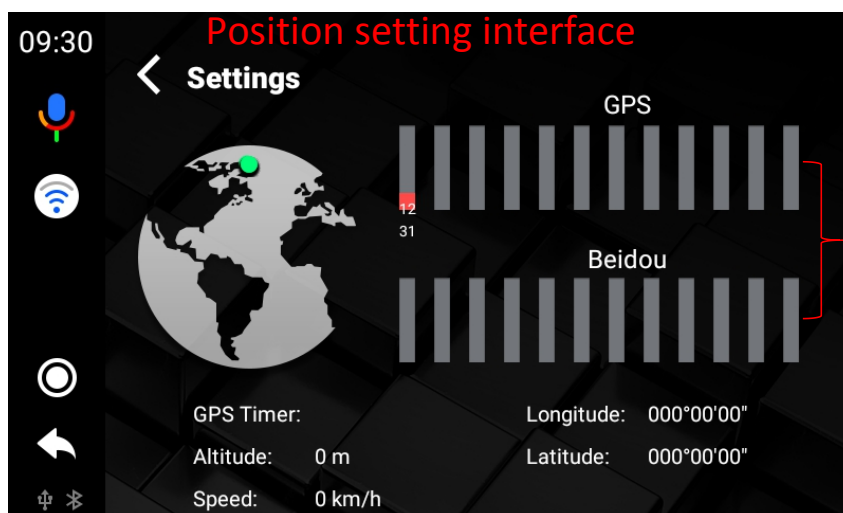 Position setting interface
09:30
Settings
GPS
12
31
Beidou
GPS Timer:
Longitude: 000°00'00"
Altitude: 0 m
Latitude: 000°00'00"
Speed: 0 km/h